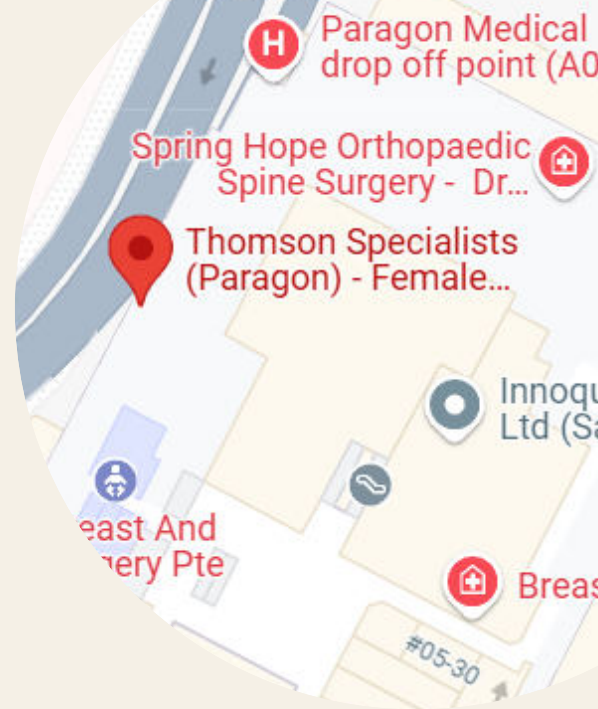 H
Paragon Medical
drop off point (A0
Spring Hope Orthopaedic
Spine Surgery - Dr...
Thomson Specialists
(Paragon) - Female...
Innoqu
Ltd (Sa
east And
gery Pte
Breas
#05-30